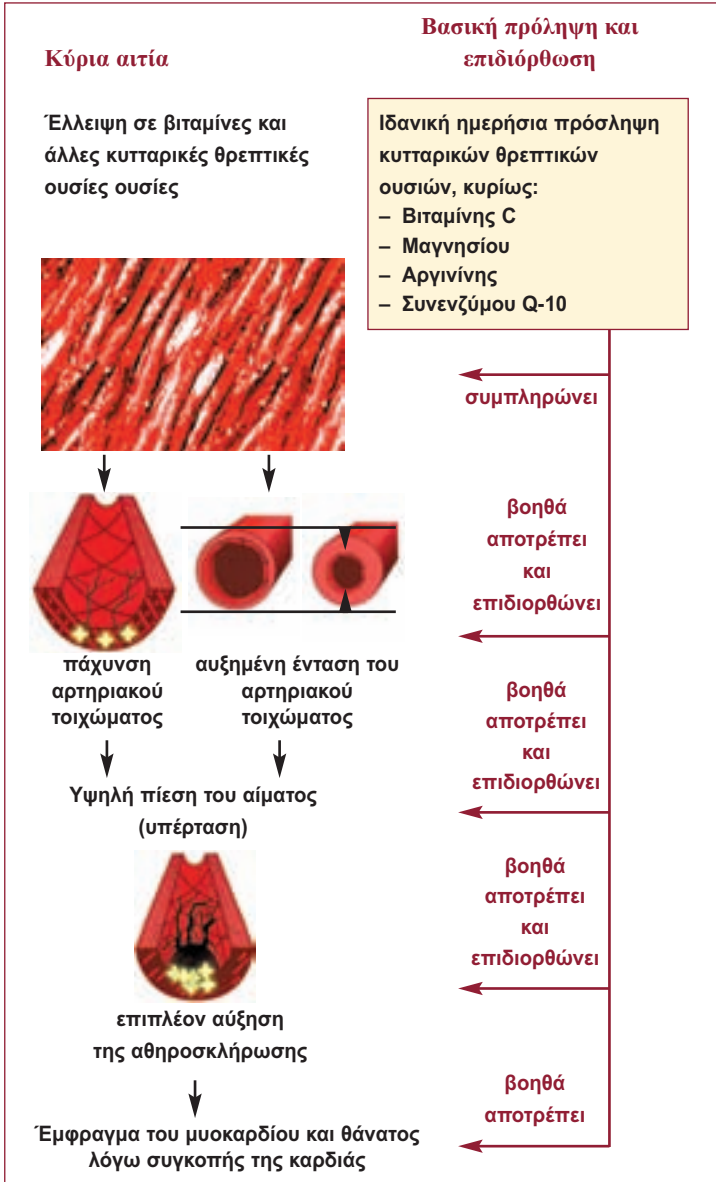 Κύρια αιτία
Βασική πρόληψη και
επιδιόρθωση
Έλλειψη σε βιταμίνες και
άλλες κυτταρικές θρεπτικές
ουσίες ουσίες
Ιδανική ημερήσια πρόσληψη
κυτταρικών θρεπτικών
ουσιών, κυρίως:
– Βιταμίνης C
– Μαγνησίου
– Αργινίνης
– Συνενζύμου Q-10
συμπληρώνει
βοηθά
αποτρέπει
και
επιδιορθώνει
πάχυνση
αρτηριακού
τοιχώματος
αυξημένη ένταση του
αρτηριακού
τοιχώματος
βοηθά
αποτρέπει
και
επιδιορθώνει
Υψηλή πίεση του αίματος
(υπέρταση)
βοηθά
αποτρέπει
και
επιδιορθώνει
επιπλέον αύξηση
της αθηροσκλήρωσης
βοηθά
αποτρέπει
Έμφραγμα του μυοκαρδίου και θάνατος
λόγω συγκοπής της καρδιάς